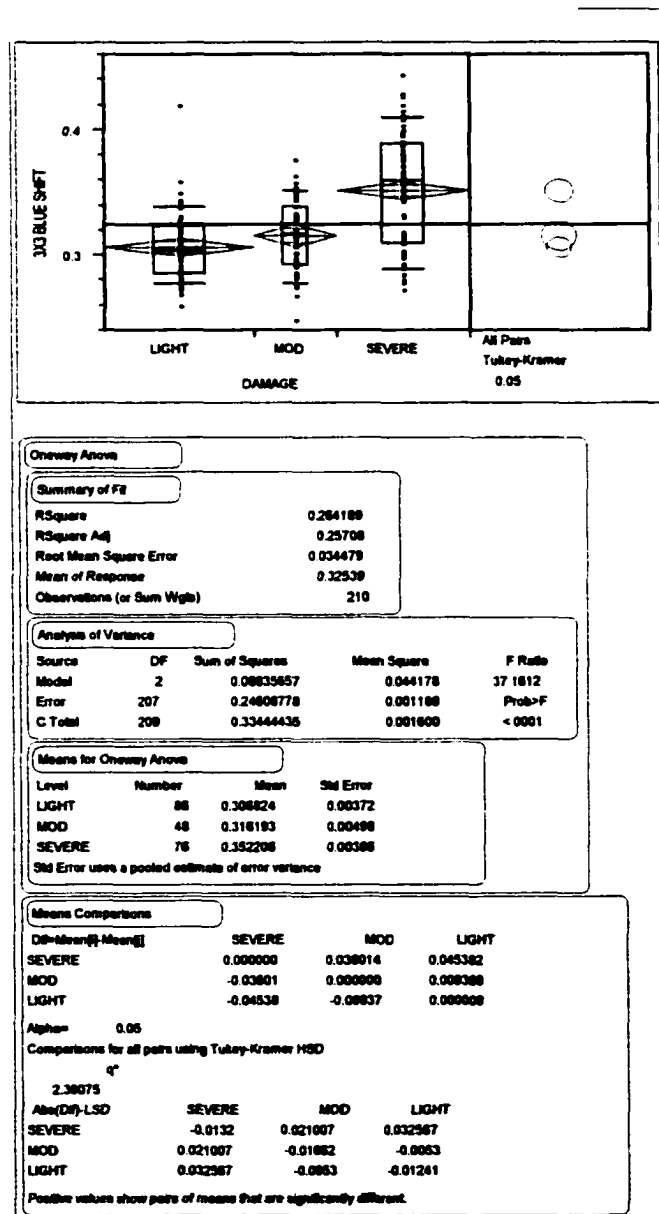 0.4
3X3 BLUE SHIFT
0.3
LIGHT MOD SEVERE All Pairs
Tukey-Kramer
DAMAGE 0.05
Oneway Anova
Summary of Fit
RSquare 0.264189
RSquare Adj 0.25708
Root Mean Square Error 0.034479
Mean of Response 0.32539
Observations (or Sum Wgts) 210
Analysis of Variance
Source DF Sum of Squares Mean Square F Ratio
Model 2 0.08835657 0.044178 37.1612
Error 207 0.24608778 0.001189 Prob>F
C Total 209 0.33444435 0.001600 <.0001
Means for Oneway Anova
Level Number Mean Std Error
LIGHT 86 0.306824 0.00372
MOD 48 0.316193 0.00498
SEVERE 76 0.352206 0.00396
Std Error uses a pooled estimate of error variance
Means Comparisons
Dif=Mean[i]-Mean[j] SEVERE MOD LIGHT
SEVERE 0.000000 0.036014 0.045382
MOD -0.03601 0.000000
LIGHT -0.04538 0.000000
Alpha= 0.05
Comparisons for all pairs using Tukey-Kramer HSD
q*
2.36075
Abs(Dif)-LSD SEVERE MOD LIGHT
SEVERE -0.0132 0.021007 0.032567
MOD 0.021007 -0.01662 -0.0053
LIGHT 0.032567 -0.0053 -0.01241
Positive values show pairs of means that are significantly different.